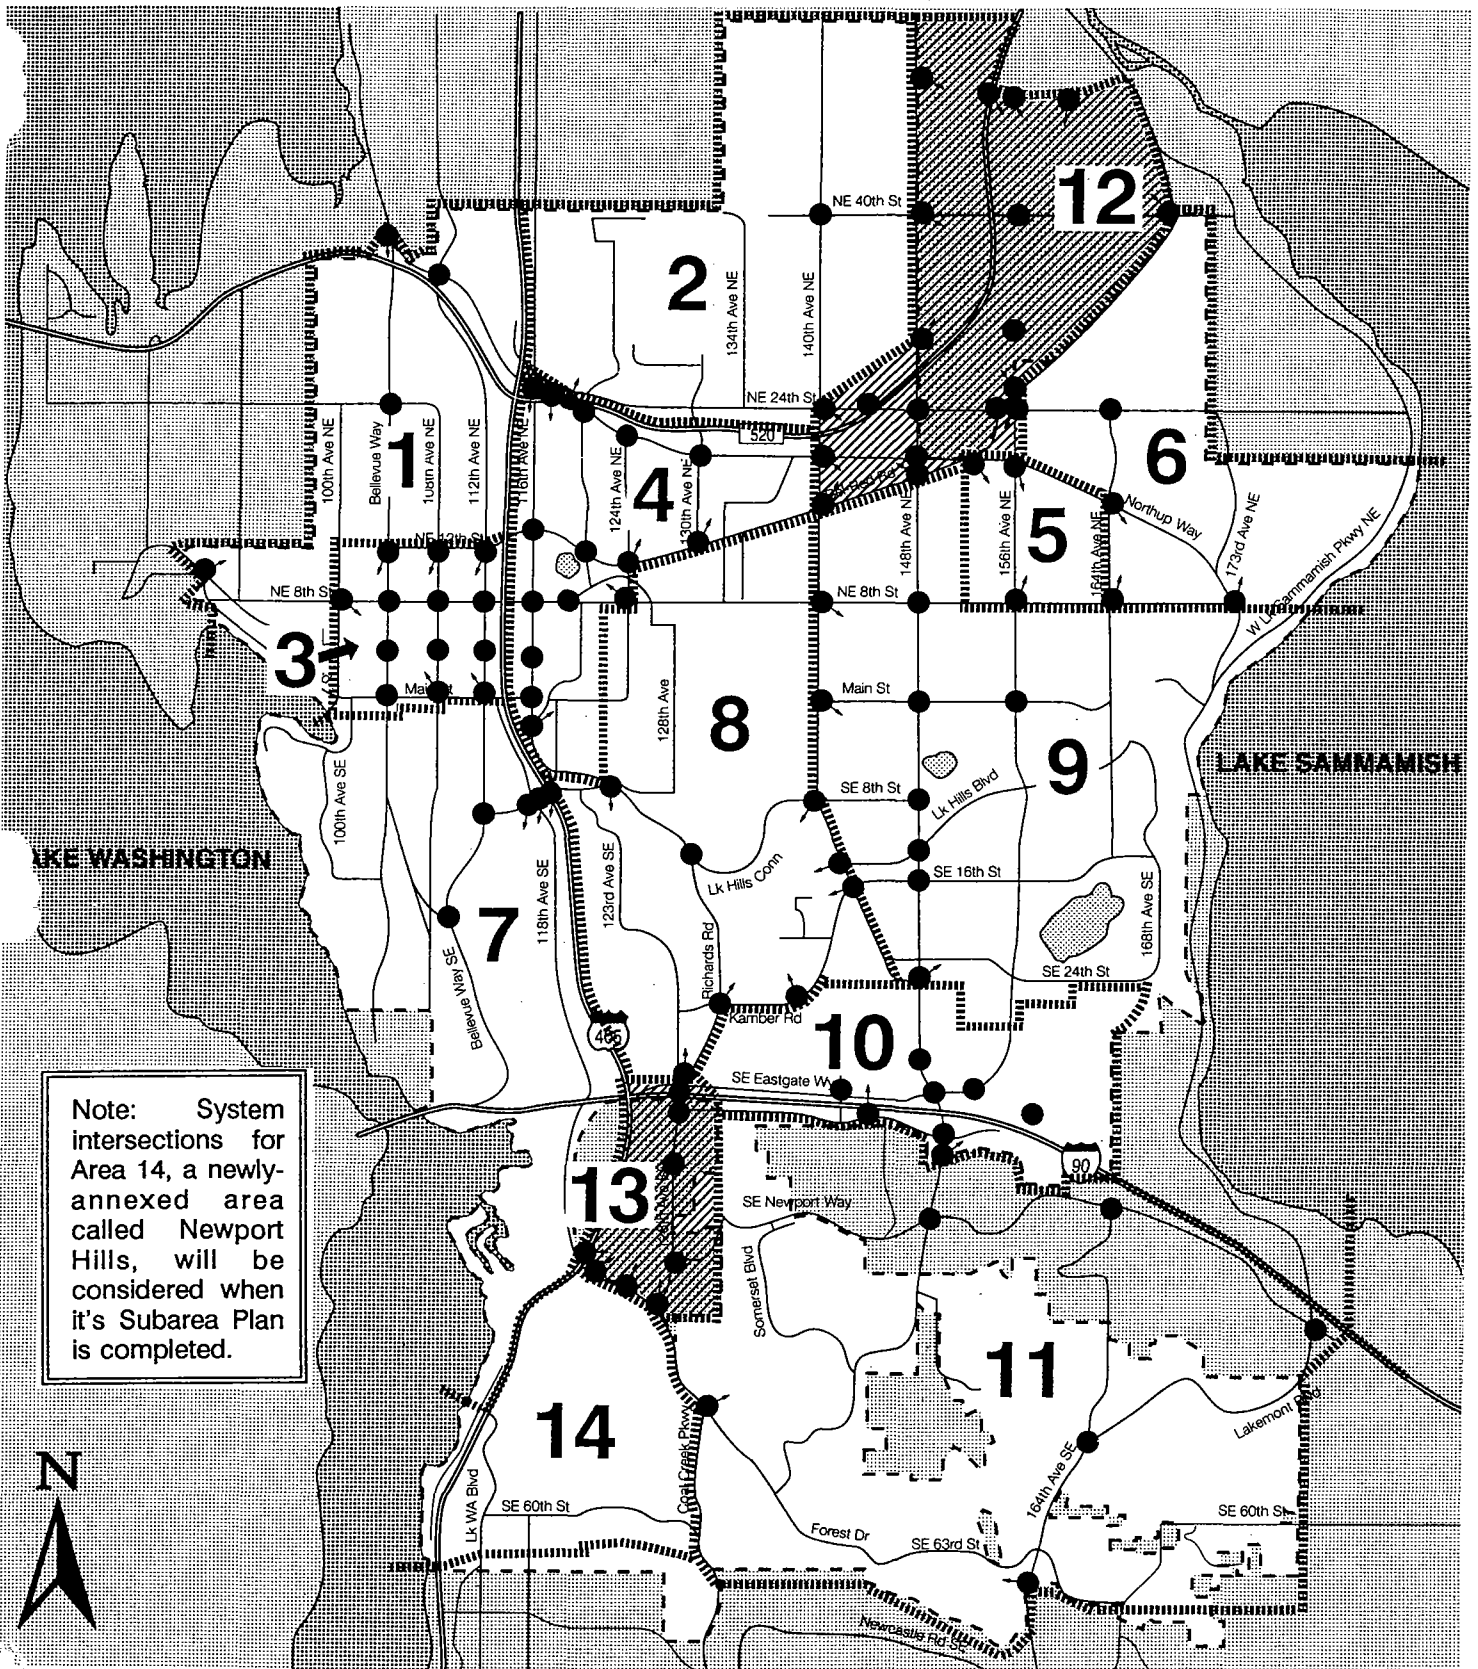 12
NE 40th St
2
134th Ave NE
140th Ave NE
NE 24th St
520
100th Ave NE
Bellevue Way
1
112th Ave NE
116th Ave NE
124th Ave NE
4
130th Ave NE
6
148th Ave NE
156th Ave NE
5
164th Ave NE
Northup Way
173rd Ave NE
NE 12th St
NE 8th St
NE 8th St
W Lk Sammamish Pkwy NE
3
Main St
Main St
128th Ave
8
9
LAKE SAMMAMISH
100th Ave SE
SE 8th St
Lk Hills Blvd
LAKE WASHINGTON
118th Ave SE
123rd Ave SE
Lk Hills Conn
SE 16th St
7
168th Ave SE
Bellevue Way SE
Richards Rd
SE 24th St
Kamber Rd
405
10
SE Eastgate Wy
Note: System
intersections for
Area 14, a newly-
annexed area
called Newport
Hills, will be
considered when
it's Subarea Plan
is completed.
90
13
SE Newport Way
Somerset Blvd
11
14
Lakemont Blvd
Coal Creek Pkwy
164th Ave SE
N
Lk WA Blvd
SE 60th St
SE 60th St
Forest Dr
SE 63rd St
Newcastle Rd SE